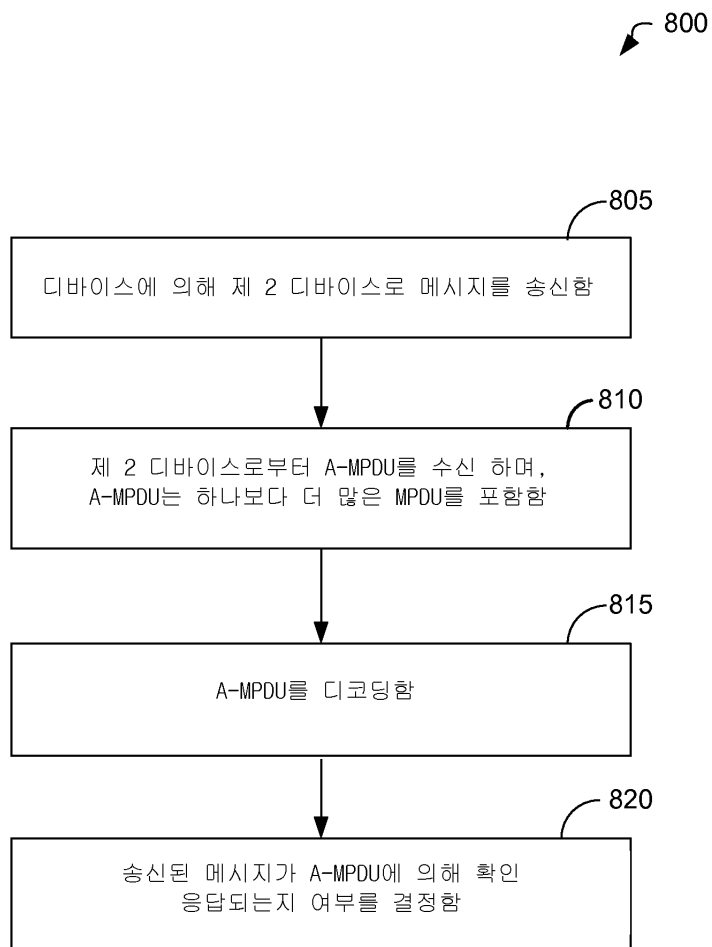 800
805
디바이스에 의해 제 2 디바이스로 메시지를 송신함
810
제 2 디바이스로부터 A-MPDU를 수신 하며,
A-MPDU는 하나보다 더 많은 MPDU를 포함함
815
A-MPDU를 디코딩함
820
송신된 메시지가 A-MPDU에 의해 확인
응답되는지 여부를 결정함